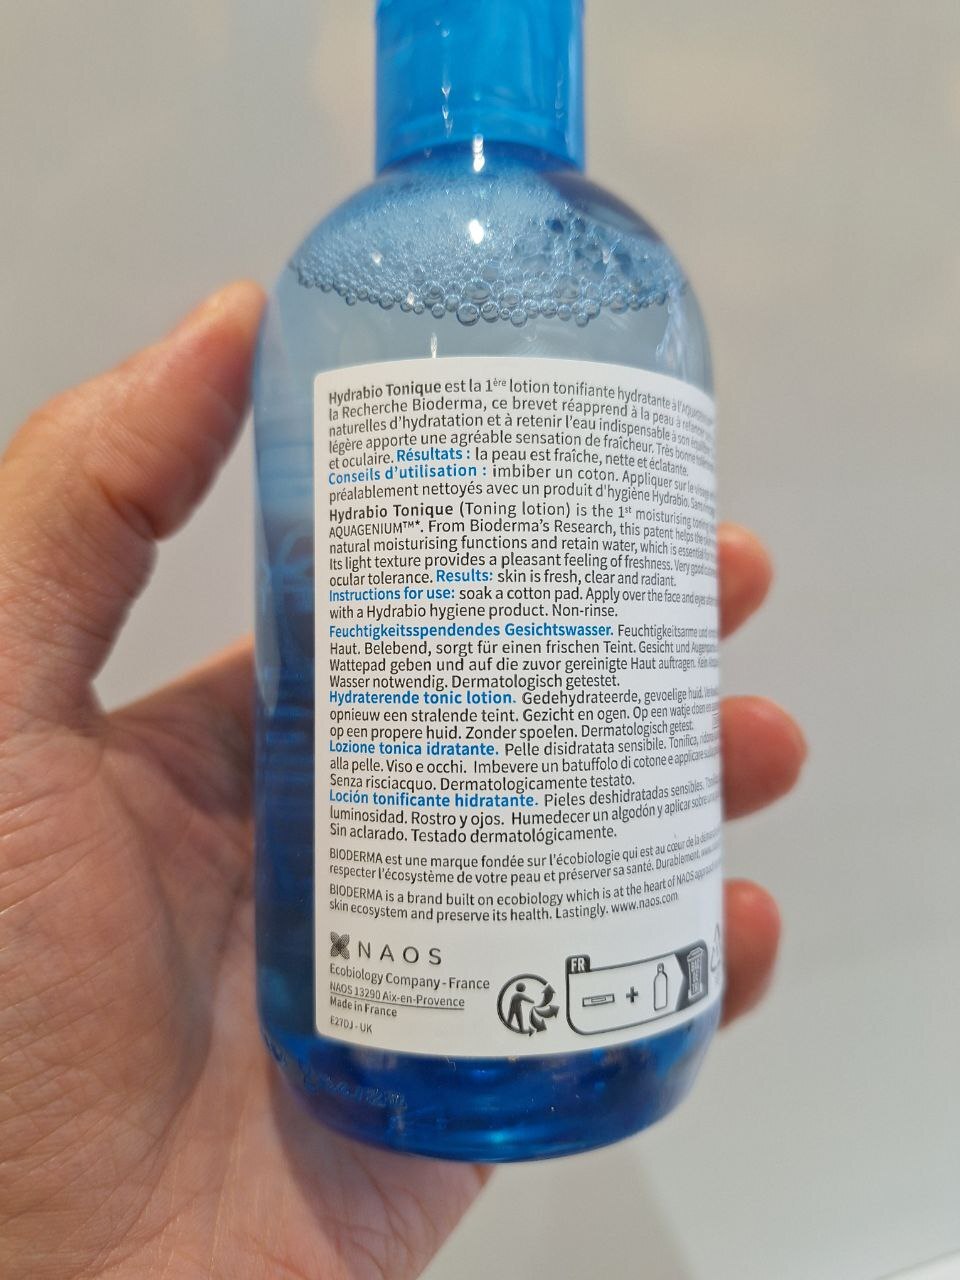 Hydrabio Tonique est la 1ère lotion tonifiante hydratante à l'
la Recherche Bioderma, ce brevet réapprend à la peau à
naturelles d'hydratation et à retenir l'eau indispensable à son
légère apporte une agréable sensation de fraîcheur. Très bonne
et oculaire. Résultats : la peau est fraîche, nette et éclatante.
Conseils d'utilisation : imbiber un coton. Appliquer sur le
préalablement nettoyés avec un produit d'hygiène Hydrabio.
Hydrabio Tonique (Toning lotion) is the 1st moisturising toning
AQUAGENIUM™*. From Bioderma's Research, this patent helps the
natural moisturising functions and retain water, which is essential
Its light texture provides a pleasant feeling of freshness. Very good
ocular tolerance. Results: skin is fresh, clear and radiant.
Instructions for use: soak a cotton pad. Apply over the face and eyes
with a Hydrabio hygiene product. Non-rinse.
Feuchtigkeitsspendendes Gesichtswasser. Feuchtigkeitsarme und
Haut. Belebend, sorgt für einen frischen Teint. Gesicht und
Wattepad geben und auf die zuvor gereinigte Haut auftragen. Kein
Wasser notwendig. Dermatologisch getestet.
Hydraterende tonic lotion. Gedehydrateerde, gevoelige huid.
opnieuw een stralende teint. Gezicht en ogen. Op een watje doen en
op een propere huid. Zonder spoelen. Dermatologisch getest.
Lozione tonica idratante. Pelle disidratata sensibile. Tonifica,
alla pelle. Viso e occhi. Imbevere un batuffolo di cotone e applicare
Senza risciacquo. Dermatologicamente testato.
Loción tonificante hidratante. Pieles deshidratadas sensibles.
luminosidad. Rostro y ojos. Humedecer un algodón y aplicar sobre
Sin aclarado. Testado dermatológicamente.
BIODERMA est une marque fondée sur l'écobiologie qui est au cœur de la
respecter l'écosystème de votre peau et préserver sa santé. Durablement.
BIODERMA is a brand built on ecobiology which is at the heart of NAOS
skin ecosystem and preserve its health. Lastingly. www.naos.com
NAOS
Ecobiology Company - France
NAOS 13290 Aix-en-Provence
Made in France
E27DJ - UK
FR
+